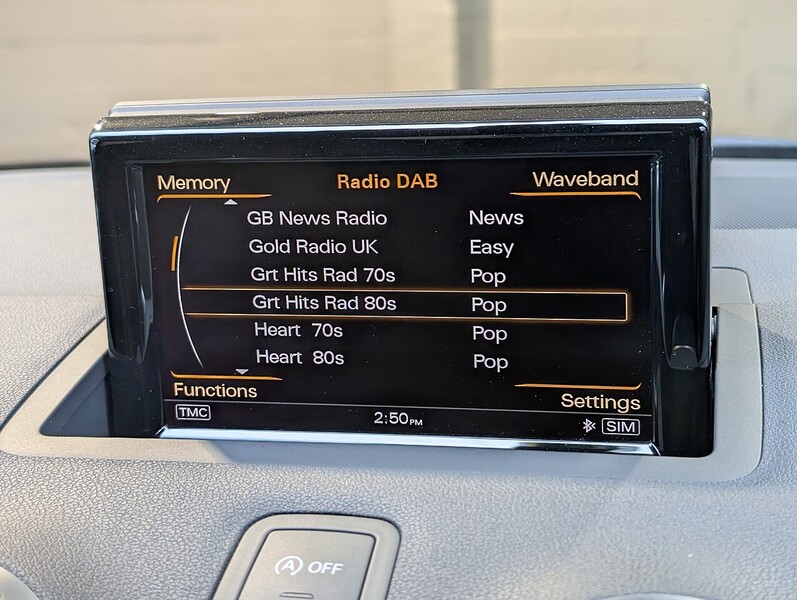 Memory Radio DAB Waveband
GB News Radio News
Gold Radio UK Easy
Grt Hits Rad 70s Pop
Grt Hits Rad 80s Pop
Heart 70s Pop
Heart 80s Pop
Functions Settings
TMC 2:50PM SIM
A OFF